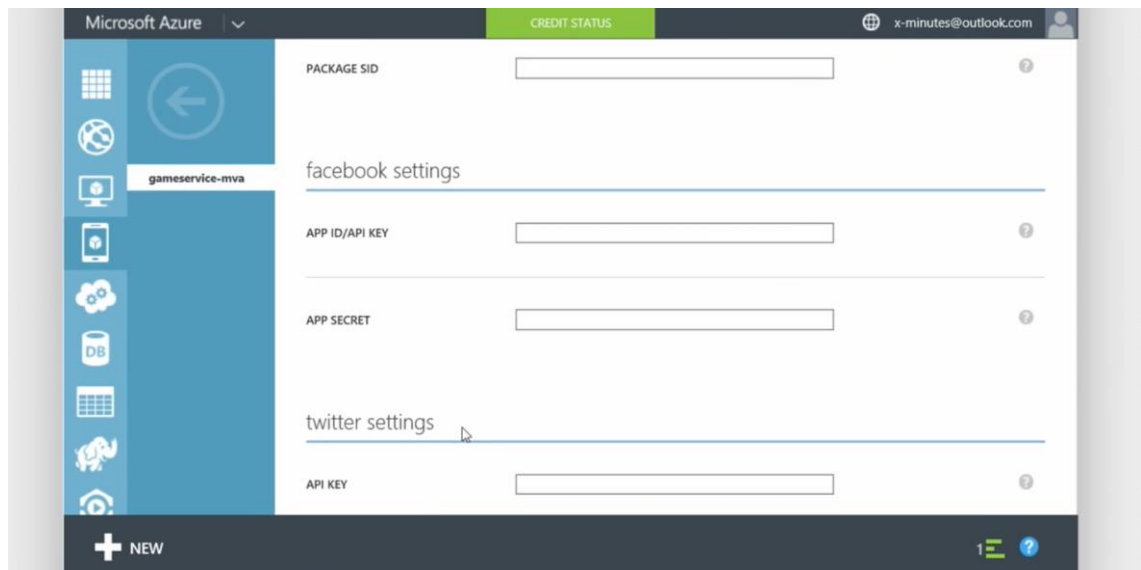 Microsoft Azure
CREDIT STATUS
x-minutes@outlook.com
PACKAGE SID
?
gameservice-mva
facebook settings
APP ID/API KEY
?
APP SECRET
?
DB
twitter settings
API KEY
?
NEW
1
?